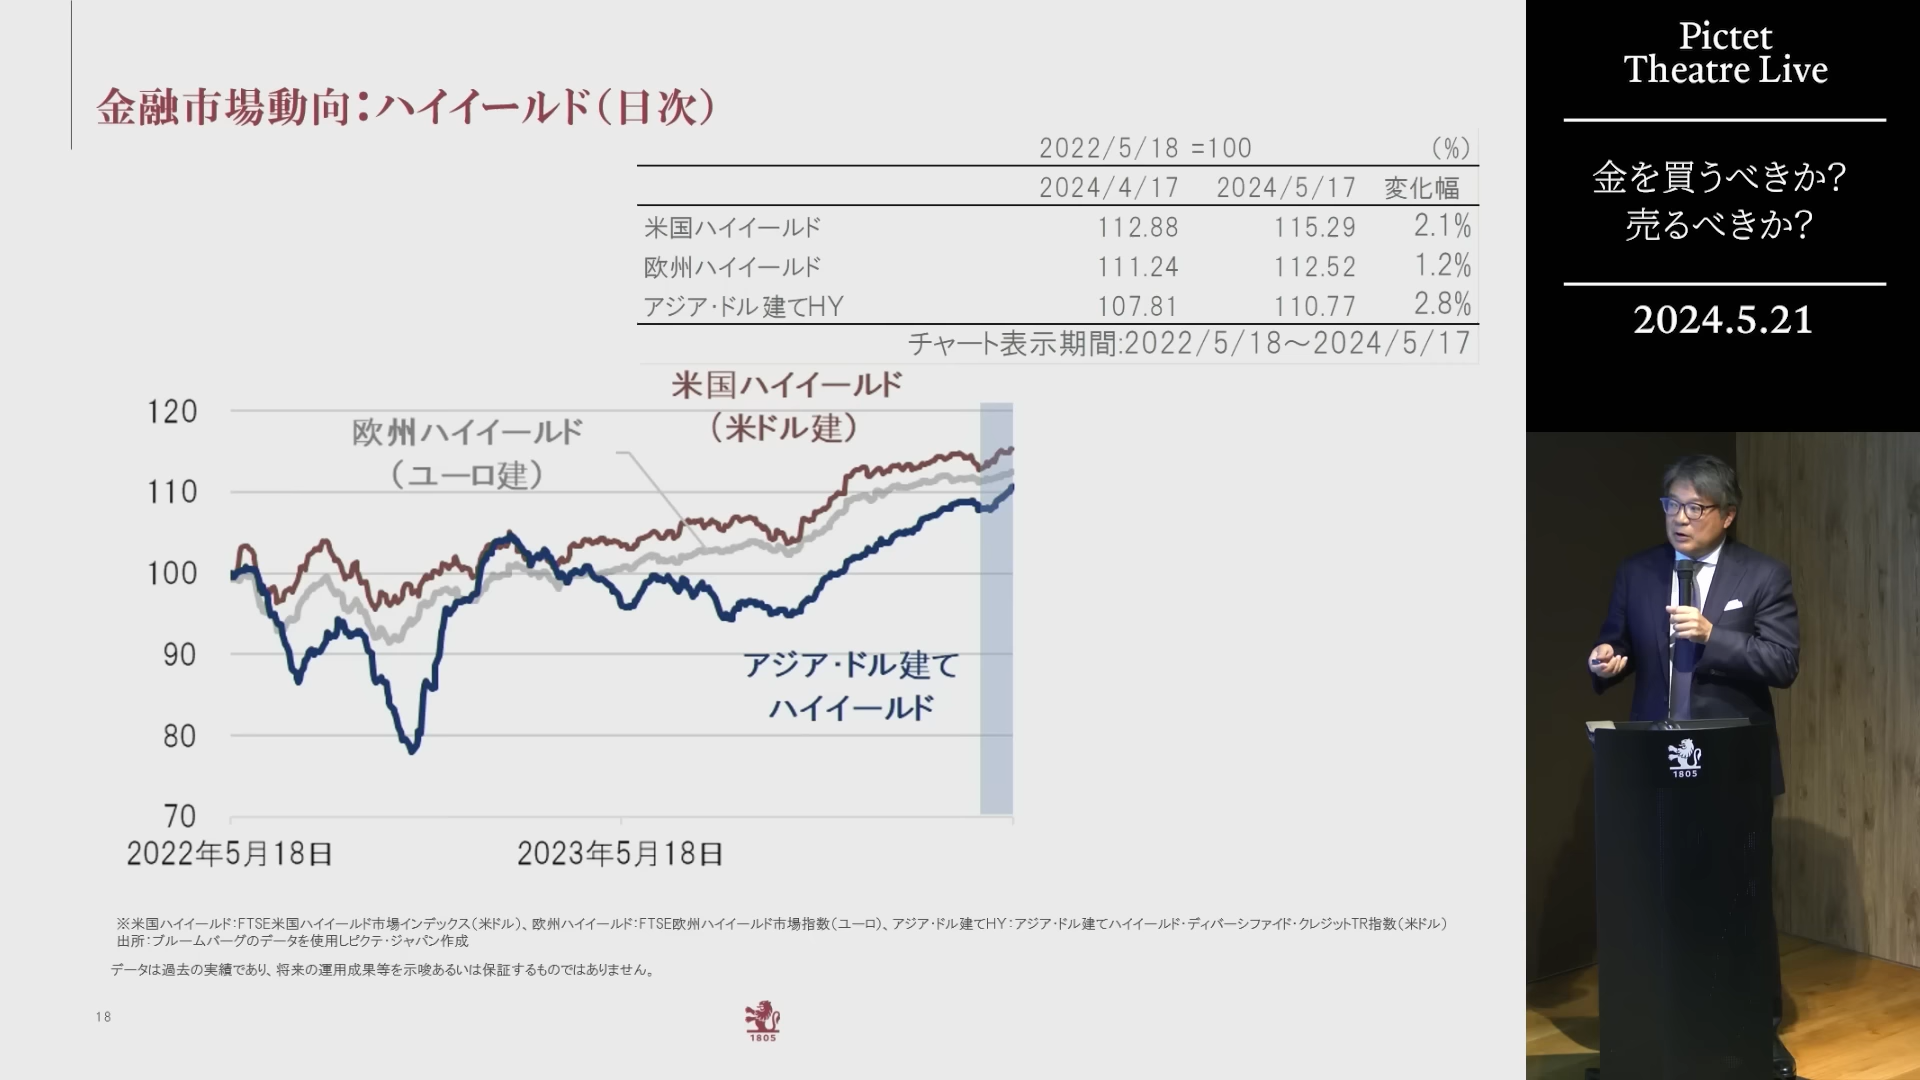 金融市場動向：ハイイールド（日次）
2022/5/18 =100 (%)
2024/4/17 2024/5/17 変化幅
米国ハイイールド 112.88 115.29 2.1%
欧州ハイイールド 111.24 112.52 1.2%
アジア・ドル建てHY 107.81 110.77 2.8%
チャート表示期間:2022/5/18～2024/5/17
米国ハイイールド
（米ドル建）
欧州ハイイールド
（ユーロ建）
アジア・ドル建て
ハイイールド
120
110
100
90
80
70
2022年5月18日 2023年5月18日
※米国ハイイールド：FTSE米国ハイイールド市場インデックス（米ドル）、欧州ハイイールド：FTSE欧州ハイイールド市場指数（ユーロ）、アジア・ドル建てHY：アジア・ドル建てハイイールド・ディバーシファイド・クレジットTR指数（米ドル）
出所：ブルームバーグのデータを使用しピクテ・ジャパン作成
データは過去の実績であり、将来の運用成果等を示唆あるいは保証するものではありません。
18
1805
Pictet
Theatre Live
金を買うべきか?
売るべきか?
2024.5.21
1805